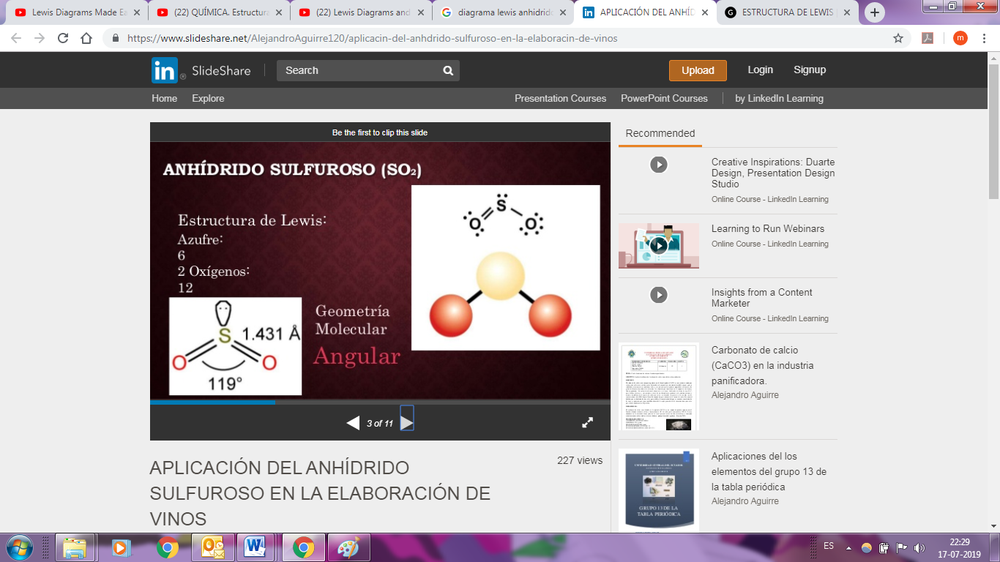 Lewis Diagrams Made Ea
(22) QUÍMICA. Estructura
(22) Lewis Diagrams and
diagrama lewis anhidrido
APLICACIÓN DEL ANHÍD
ESTRUCTURA DE LEWIS
https://www.slideshare.net/AlejandroAguirre120/aplicacin-del-anhdrido-sulfuroso-en-la-elaboracin-de-vinos
m
in ® SlideShare
Search
Upload
Login
Signup
Home
Explore
Presentation Courses
PowerPoint Courses
by LinkedIn Learning
Be the first to clip this slide
ANHÍDRIDO SULFUROSO (SO₂)
Estructura de Lewis:
Azufre:
6
2 Oxígenos:
12
S
O
O
S
1.431 Å
O
O
119°
Geometría
Molecular
Angular
3 of 11
APLICACIÓN DEL ANHÍDRIDO
SULFUROSO EN LA ELABORACIÓN DE
VINOS
227 views
Recommended
Creative Inspirations: Duarte
Design, Presentation Design
Studio
Online Course - LinkedIn Learning
Learning to Run Webinars
Online Course - LinkedIn Learning
Insights from a Content
Marketer
Online Course - LinkedIn Learning
Carbonato de calcio
(CaCO3) en la industria
panificadora.
Alejandro Aguirre
GRUPO 13 DE LA
TABLA PERIÓDICA
Aplicaciones del los
elementos del grupo 13 de
la tabla periódica
Alejandro Aguirre
ES
22:29
17-07-2019